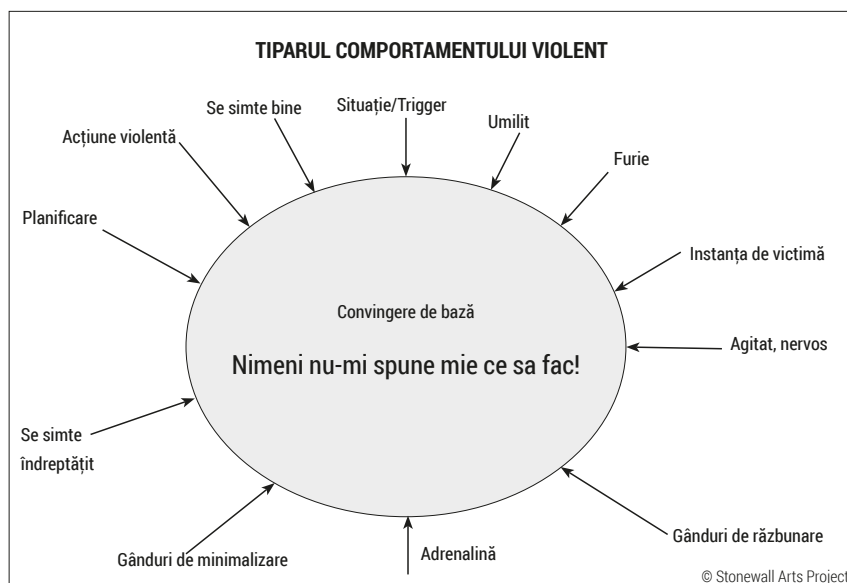 TIPARUL COMPORTAMENTULUI VIOLENT
Situație/Trigger
Umilit
Furie
Instanța de victimă
Agitat, nervos
Gânduri de răzbunare
Adrenalină
Gânduri de minimalizare
Se simte
îndreptățit
Planificare
Acțiune violentă
Se simte bine
Convingere de bază
Nimeni nu-mi spune mie ce sa fac!
© Stonewall Arts Project